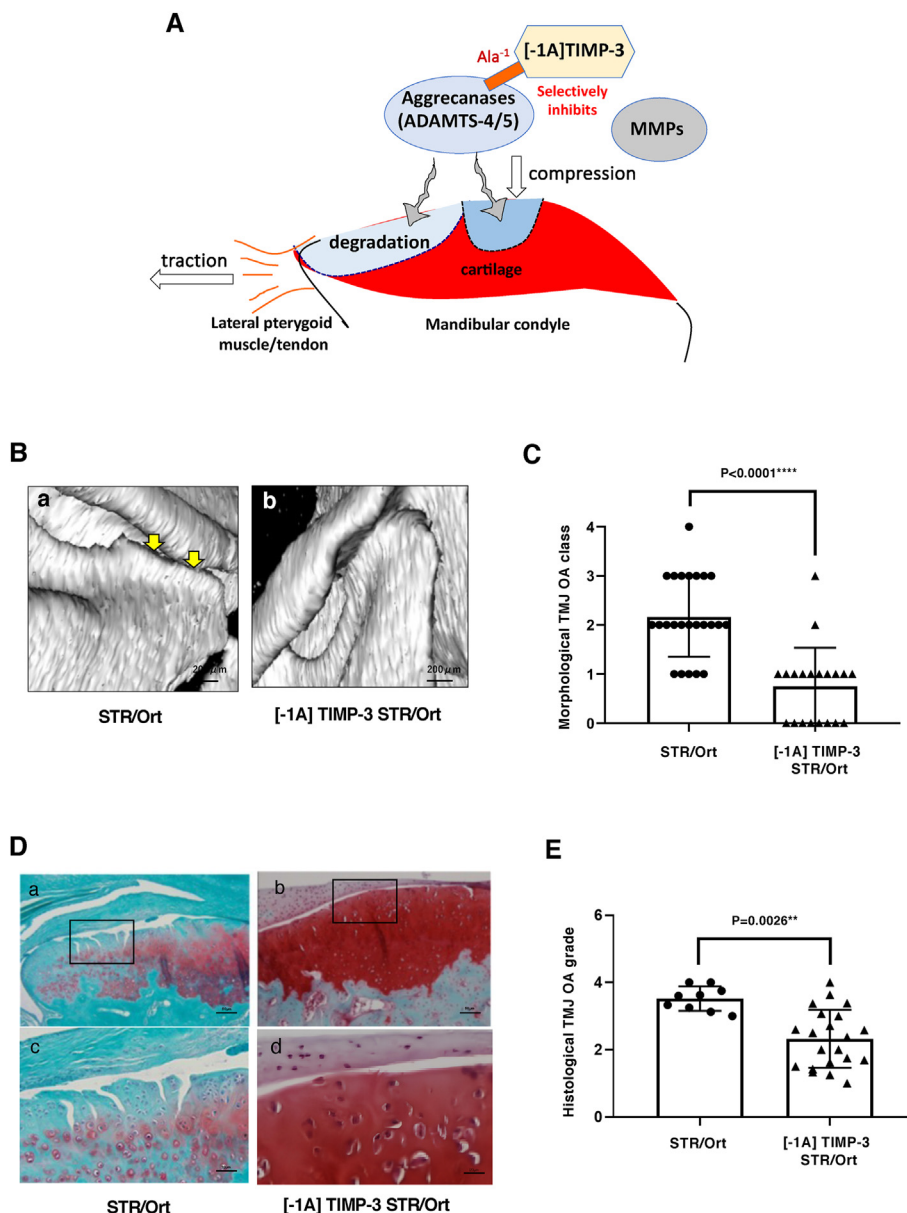 A
[-1A]TIMP-3
Ala⁻¹
Aggrecanases
(ADAMTS-4/5)
Selectively
inhibits
MMPs
compression
degradation
traction
cartilage
Lateral pterygoid
muscle/tendon
Mandibular condyle
B
a
b
200μm
200μm
STR/Ort
[-1A] TIMP-3 STR/Ort
C
P<0.0001****
Morphological TMJ OA class
4
3
2
1
0
STR/Ort
[-1A] TIMP-3
STR/Ort
D
a
b
c
d
STR/Ort
[-1A] TIMP-3 STR/Ort
E
P=0.0026**
Histological TMJ OA grade
6
4
2
0
STR/Ort
[-1A] TIMP-3
STR/Ort